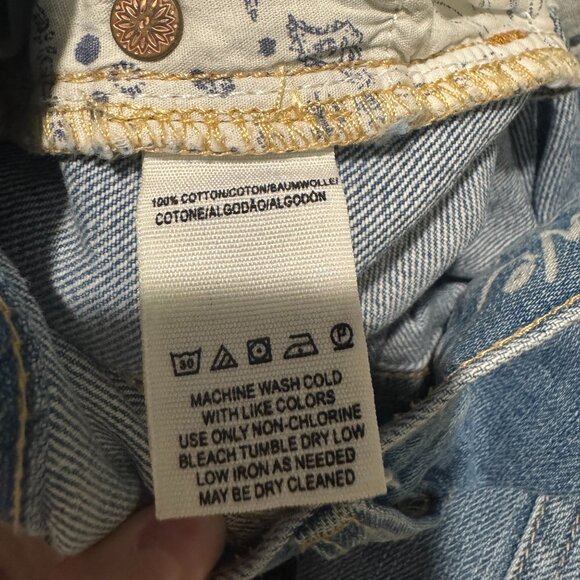 100% COTTON/COTON/BAUMWOLLE/
COTONE/ALGODÃO/ALGODÓN
30
P
MACHINE WASH COLD
WITH LIKE COLORS
USE ONLY NON-CHLORINE
BLEACH TUMBLE DRY LOW
LOW IRON AS NEEDED
MAY BE DRY CLEANED